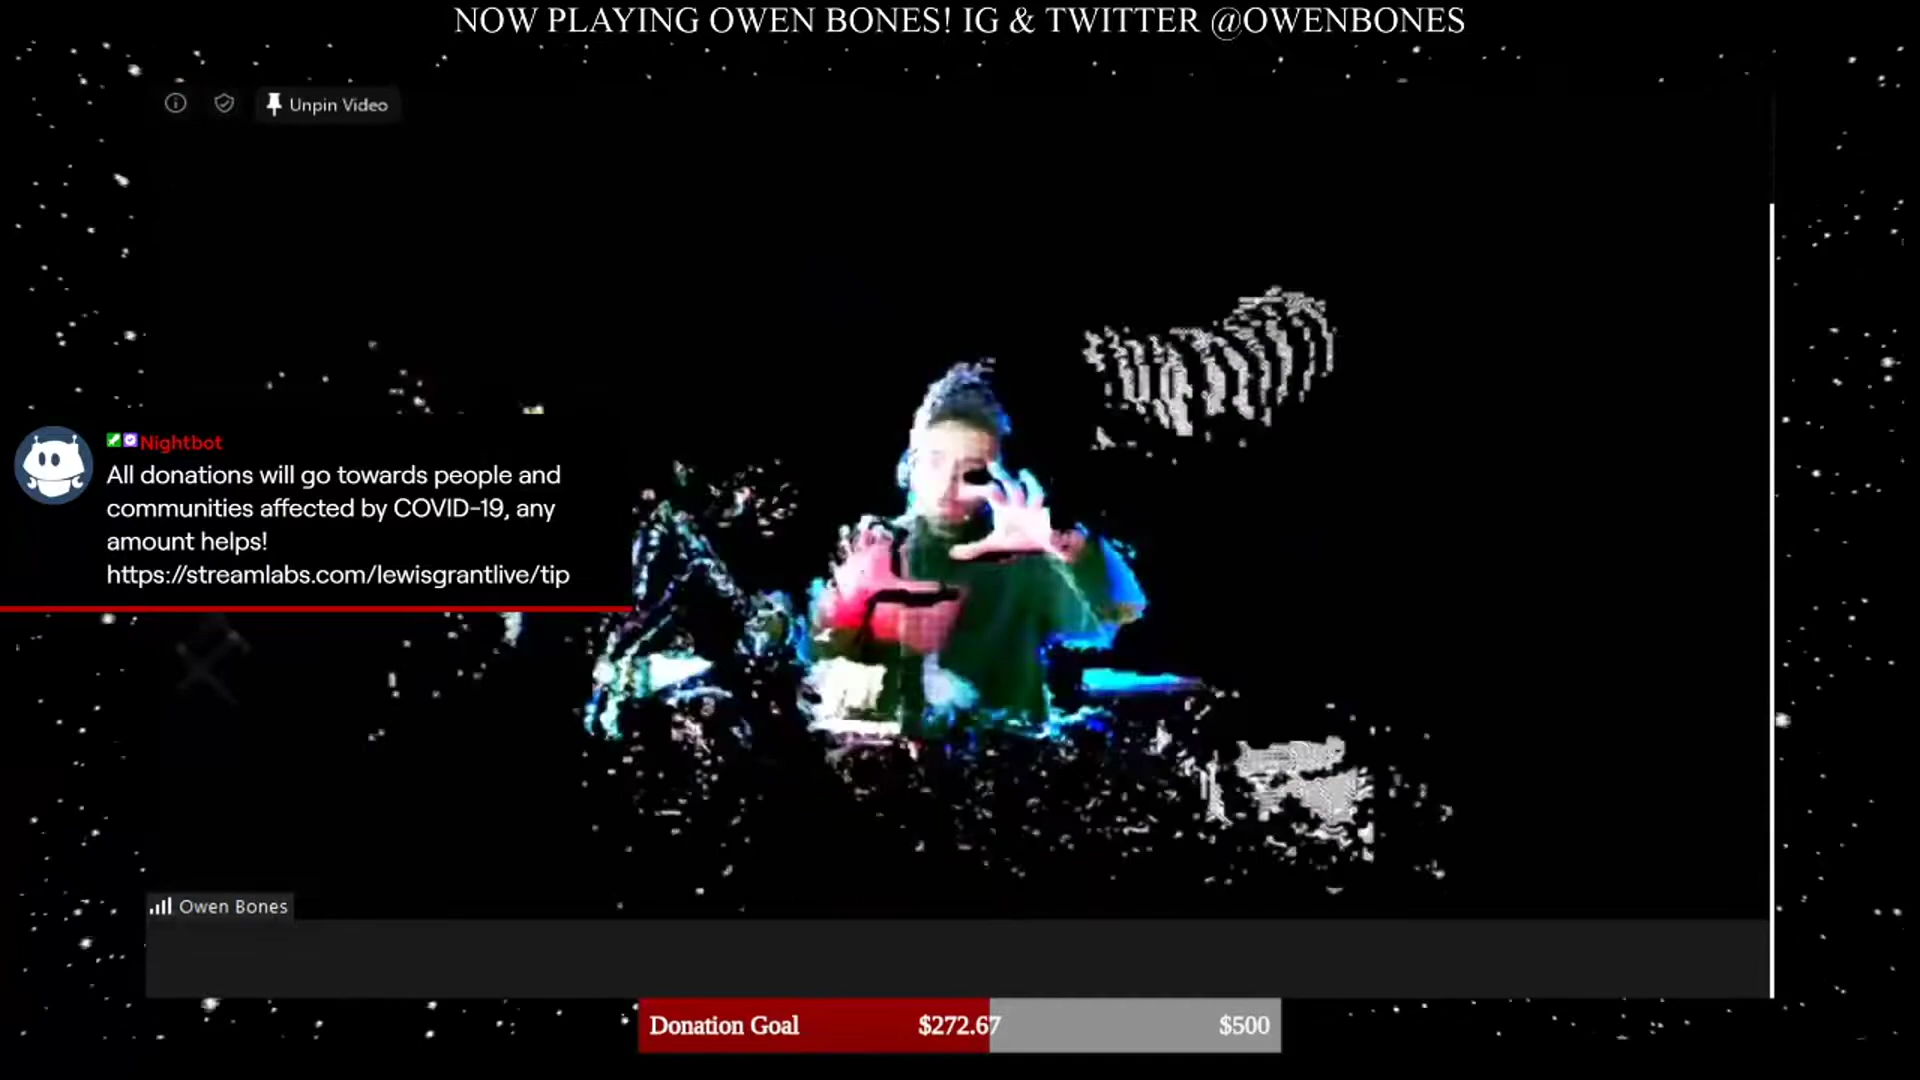 NOW PLAYING OWEN BONES! IG & TWITTER @OWENBONES
Unpin Video
Nightbot
All donations will go towards people and
communities affected by COVID-19, any
amount helps!
https://streamlabs.com/lewisgrantlive/tip
Owen Bones
Donation Goal $272.67 $500